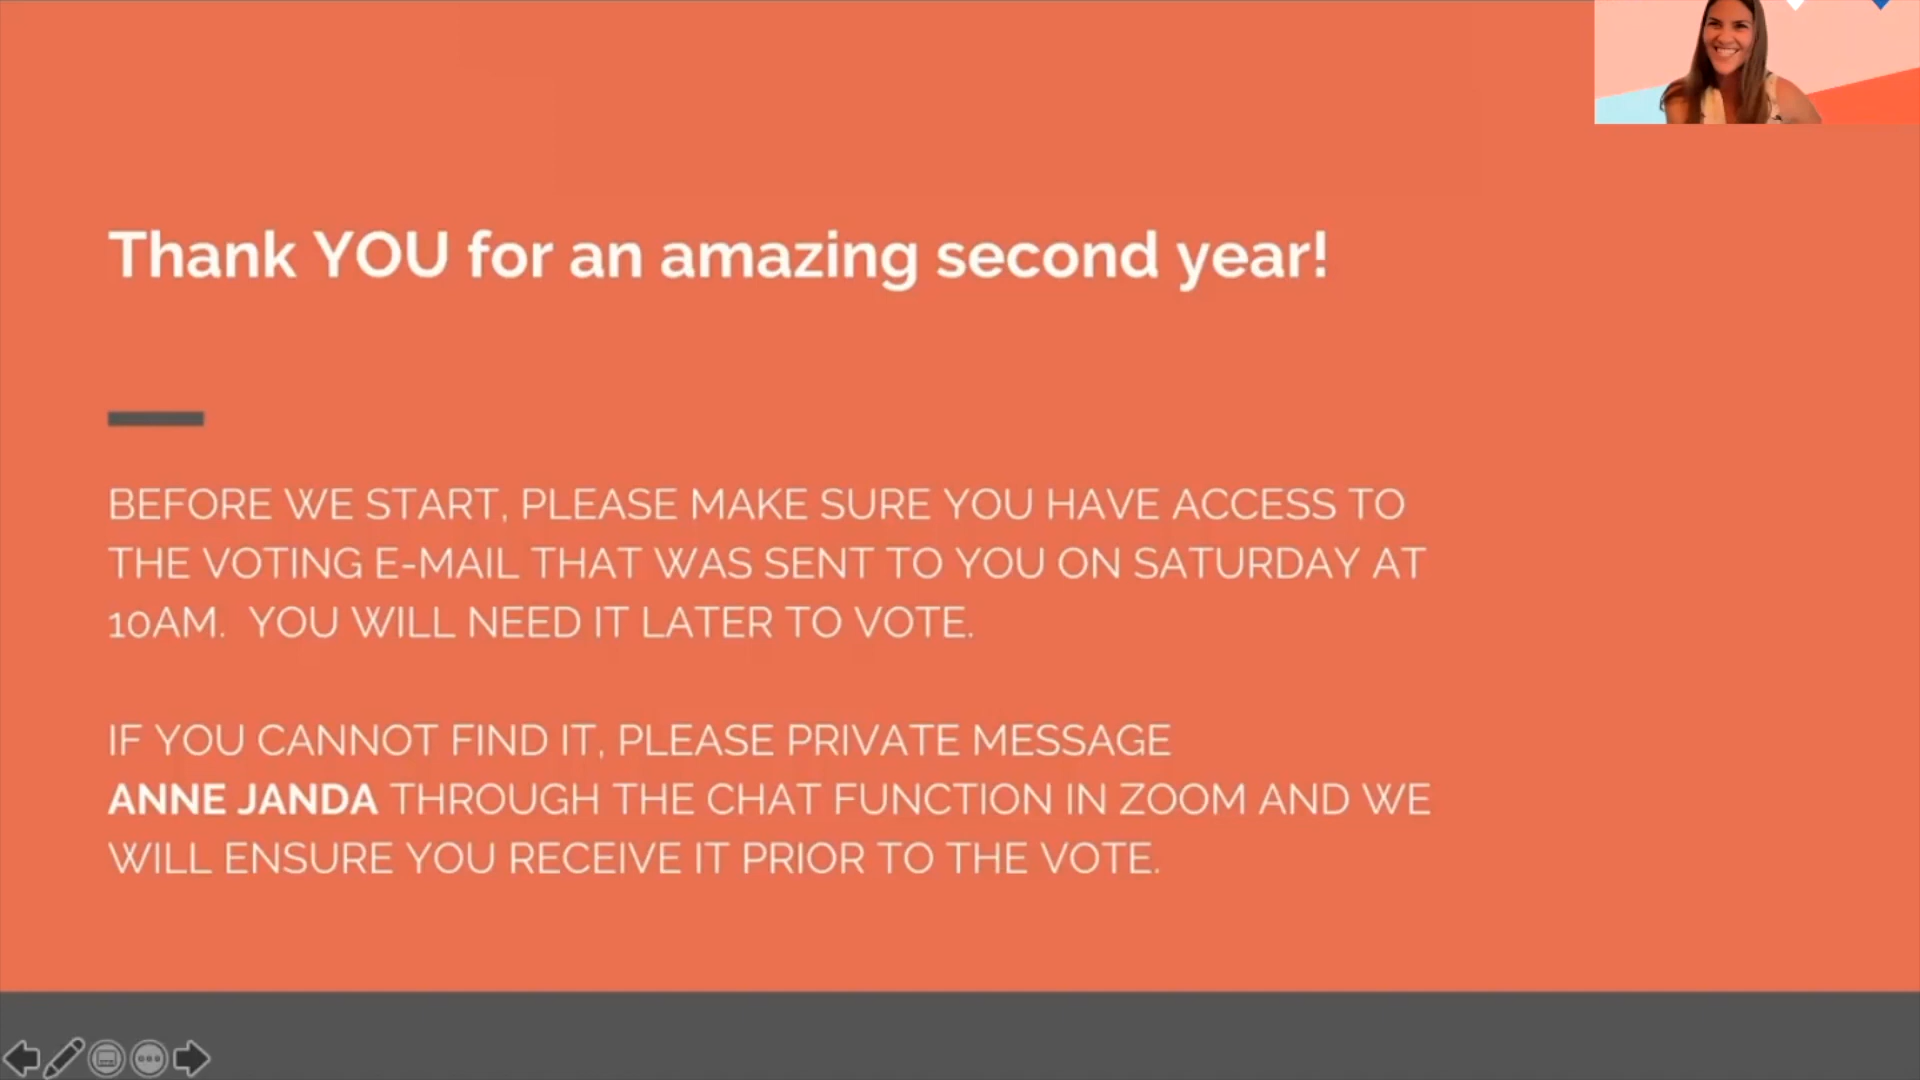 Thank YOU for an amazing second year!
BEFORE WE START, PLEASE MAKE SURE YOU HAVE ACCESS TO
THE VOTING E-MAIL THAT WAS SENT TO YOU ON SATURDAY AT
10AM.  YOU WILL NEED IT LATER TO VOTE.
IF YOU CANNOT FIND IT, PLEASE PRIVATE MESSAGE
ANNE JANDA THROUGH THE CHAT FUNCTION IN ZOOM AND WE
WILL ENSURE YOU RECEIVE IT PRIOR TO THE VOTE.